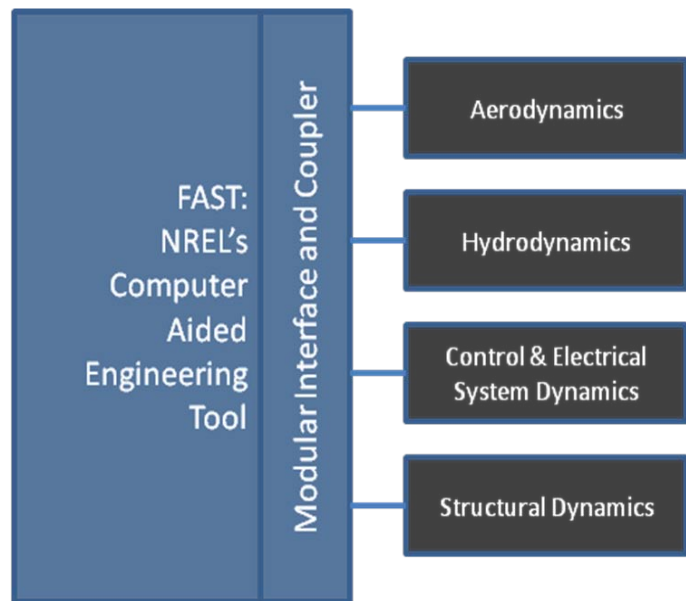 FAST:
NREL's
Computer
Aided
Engineering
Tool
Modular Interface and Coupler
Aerodynamics
Hydrodynamics
Control & Electrical
System Dynamics
Structural Dynamics